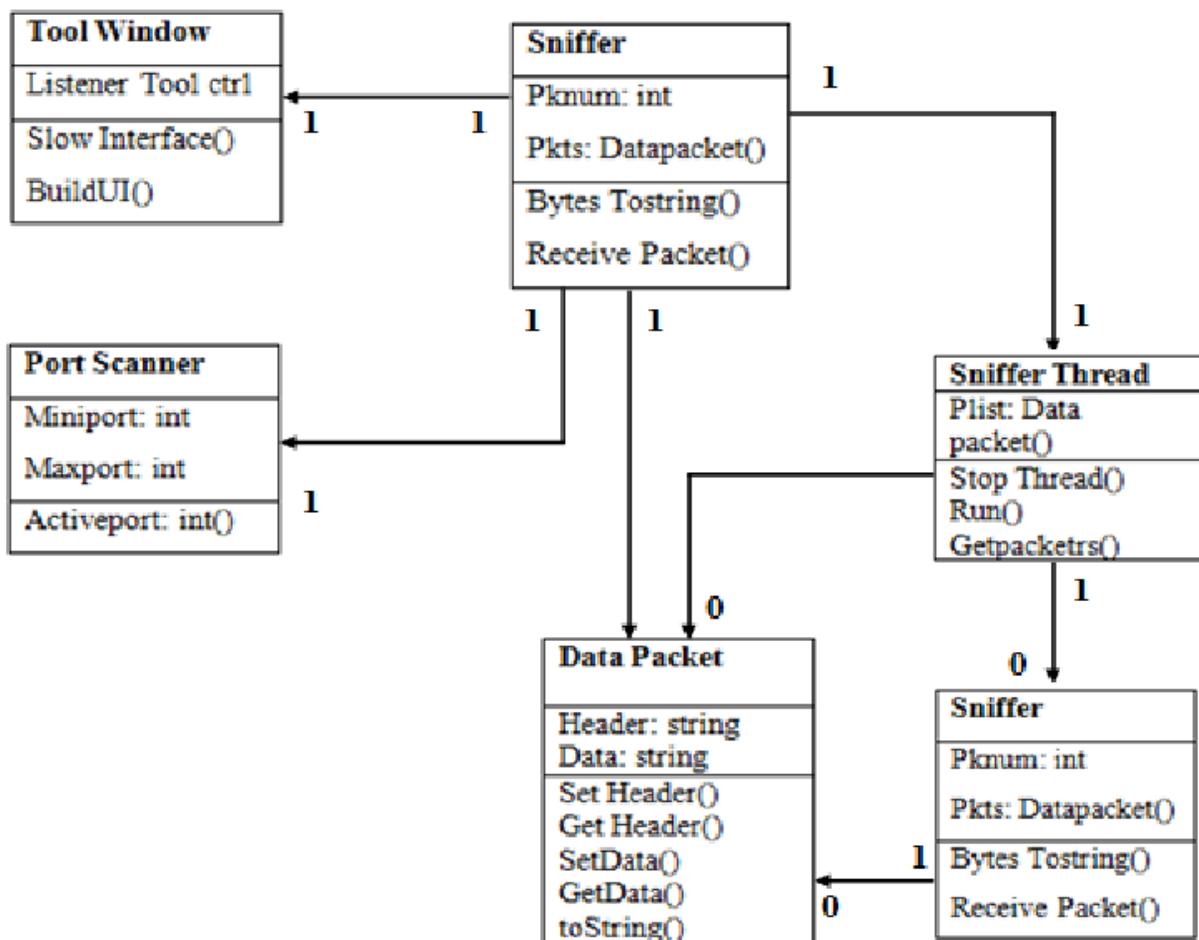 Tool Window
Listener Tool ctrl
Slow Interface()
BuildUI()
1
1
Sniffer
Pknum: int
Pkts: Datapacket()
Bytes Tostring()
Receive Packet()
1
1
1
1
Port Scanner
Miniport: int
Maxport: int
Activeport: int()
1
Sniffer Thread
Plist: Data
packet()
Stop Thread()
Run()
Getpacketrs()
1
0
0
Data Packet
Header: string
Data: string
Set Header()
Get Header()
SetData()
GetData()
toString()
Sniffer
Pknum: int
Pkts: Datapacket()
Bytes Tostring()
Receive Packet()
1
0